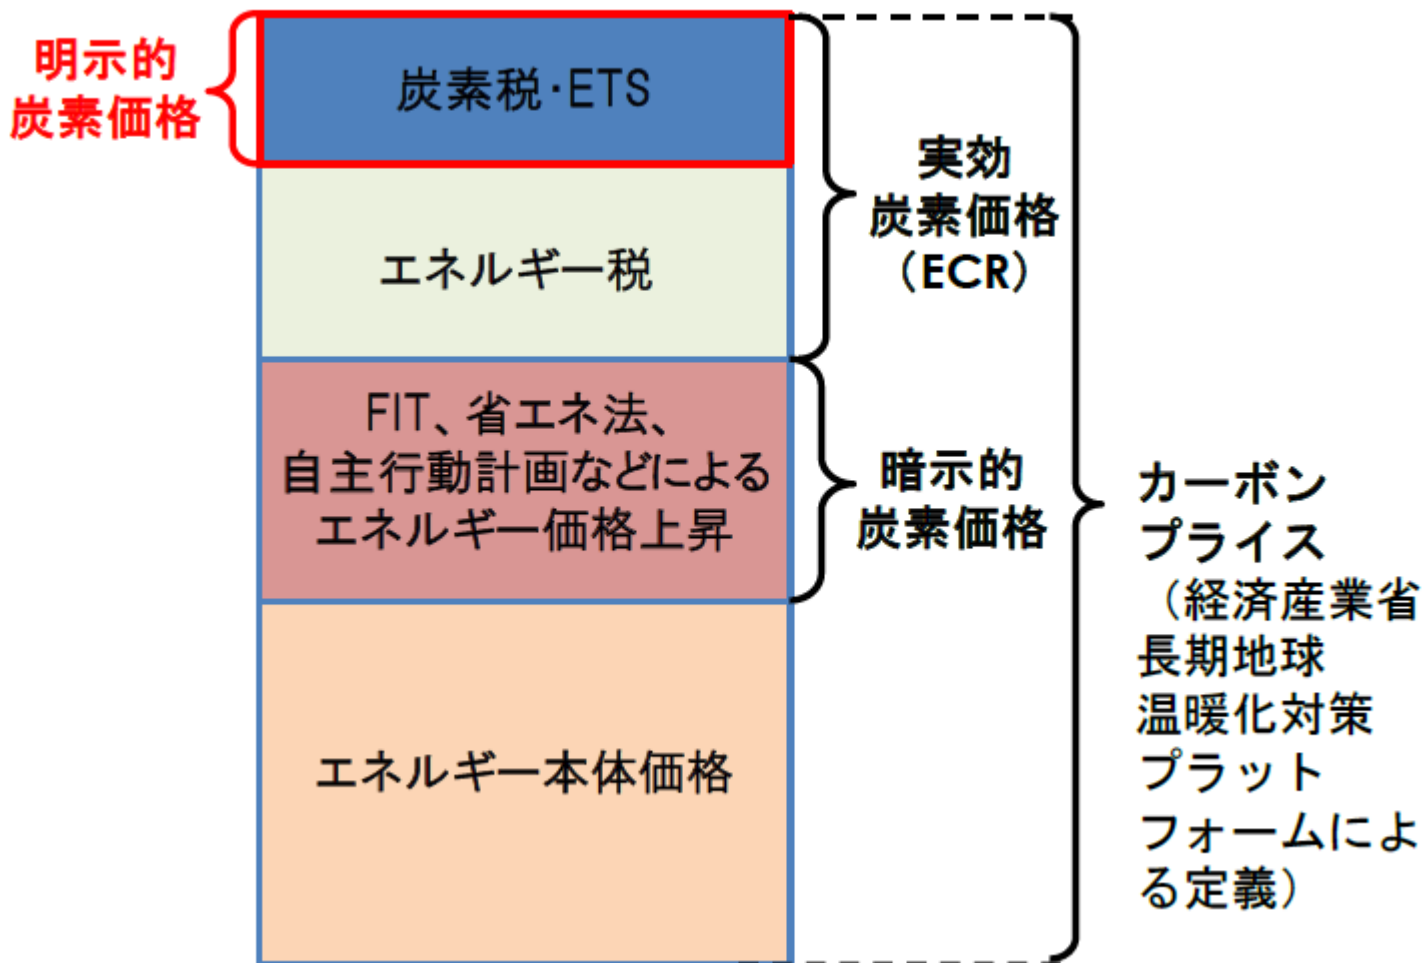 明示的
炭素価格
炭素税・ETS
エネルギー税
実効
炭素価格
（ECR）
FIT、省エネ法、
自主行動計画などによる
エネルギー価格上昇
暗示的
炭素価格
エネルギー本体価格
カーボン
プライス
（経済産業省
長期地球
温暖化対策
プラット
フォームによ
る定義）